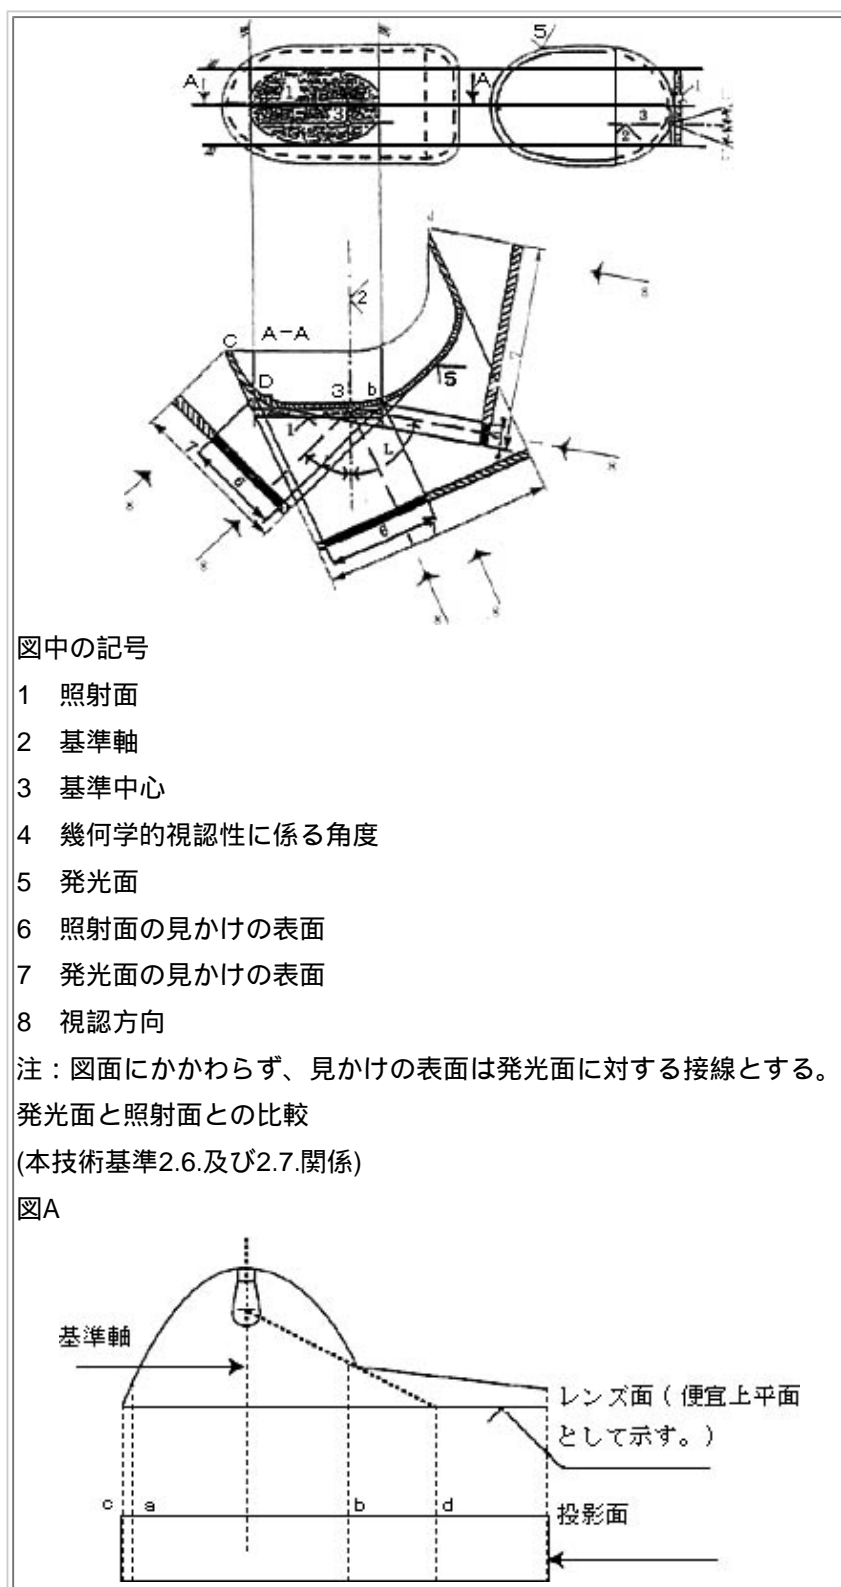 5
A
1
A
1
3
3
2
2
C
A-A
D
3
b
5
8
7
1
L
7
6
8
8
8
6
8
8
図中の記号
1 照射面
2 基準軸
3 基準中心
4 幾何学的視認性に係る角度
5 発光面
6 照射面の見かけの表面
7 発光面の見かけの表面
8 視認方向
注：図面にかかわらず、見かけの表面は発光面に対する接線とする。
発光面と照射面との比較
(本技術基準2.6.及び2.7.関係)
図A
基準軸
レンズ面（便宜上平面
として示す。）
c a b d
投影面